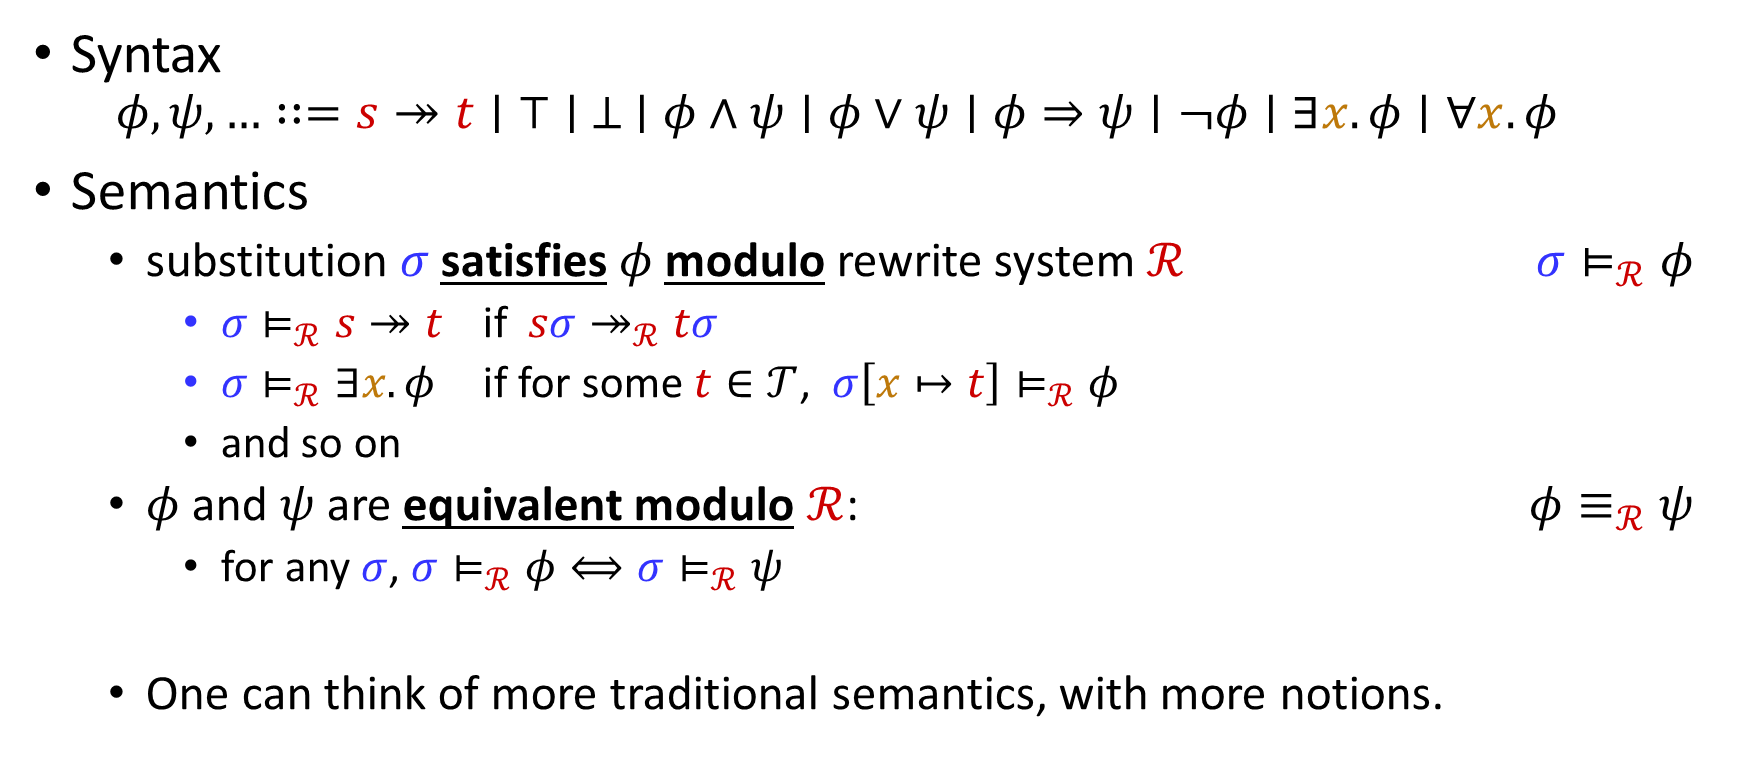 • Syntax
ϕ, ψ, … ∷= s ↠ t | ⊤ | ⊥ | ϕ ∧ ψ | ϕ ∨ ψ | ϕ ⇒ ψ | ¬ϕ | ∃x. ϕ | ∀x. ϕ
• Semantics
• substitution σ satisfies ϕ modulo rewrite system ℛ σ ⊨ℛ ϕ
• σ ⊨ℛ s ↠ t if sσ ↠ℛ tσ
• σ ⊨ℛ ∃x. ϕ if for some t ∈ 𝒯, σ[x ↦ t] ⊨ℛ ϕ
• and so on
• ϕ and ψ are equivalent modulo ℛ: ϕ ≡ℛ ψ
• for any σ, σ ⊨ℛ ϕ ⟺ σ ⊨ℛ ψ
• One can think of more traditional semantics, with more notions.